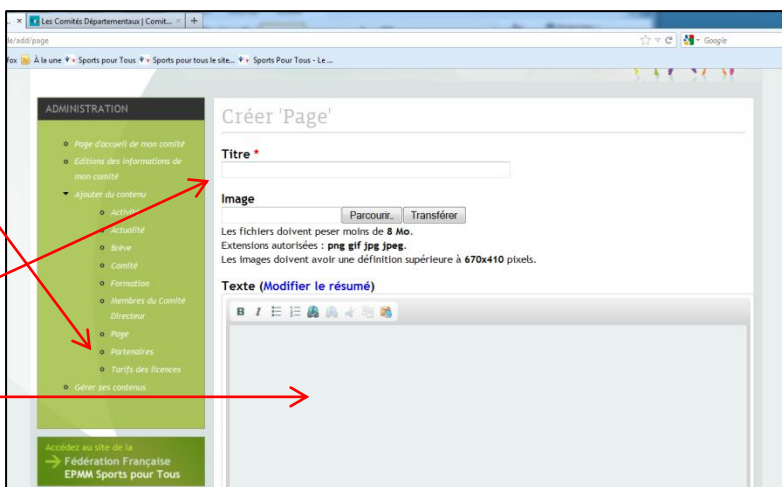 Les Comités Départementaux | Comit...
le/add/page
Google
fox À la une Sports pour Tous Sports pour tous le site... Sports Pour Tous - Le ...
ADMINISTRATION
Page d'accueil de mon comité
Editions des informations de
mon comité
Ajouter du contenu
Activité
Actualité
Brève
Comité
Formation
Membres du Comité
Directeur
Page
Partenaires
Tarifs des licences
Gérer ses contenus
Accédez au site de la
Fédération Française
EPMM Sports pour Tous
Créer 'Page'
Titre *
Image
Parcourir_ Transférer
Les fichiers doivent peser moins de 8 Mo.
Extensions autorisées : png gif jpg jpeg.
Les images doivent avoir une définition supérieure à 670x410 pixels.
Texte (Modifier le résumé)
B I